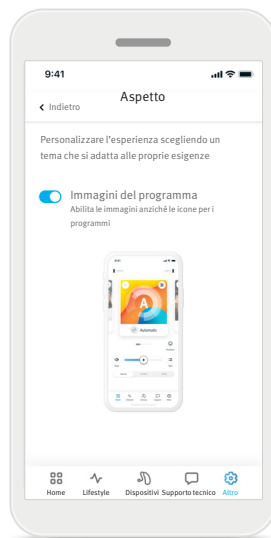 9:41
Aspetto
Indietro
Personalizzare l'esperienza scegliendo un
tema che si adatta alle proprie esigenze
Immagini del programma
Abilita le immagini anziché le icone per i
programmi
A
Automatic
Home Lifestyle Dispositivi Supporto tecnico Altro